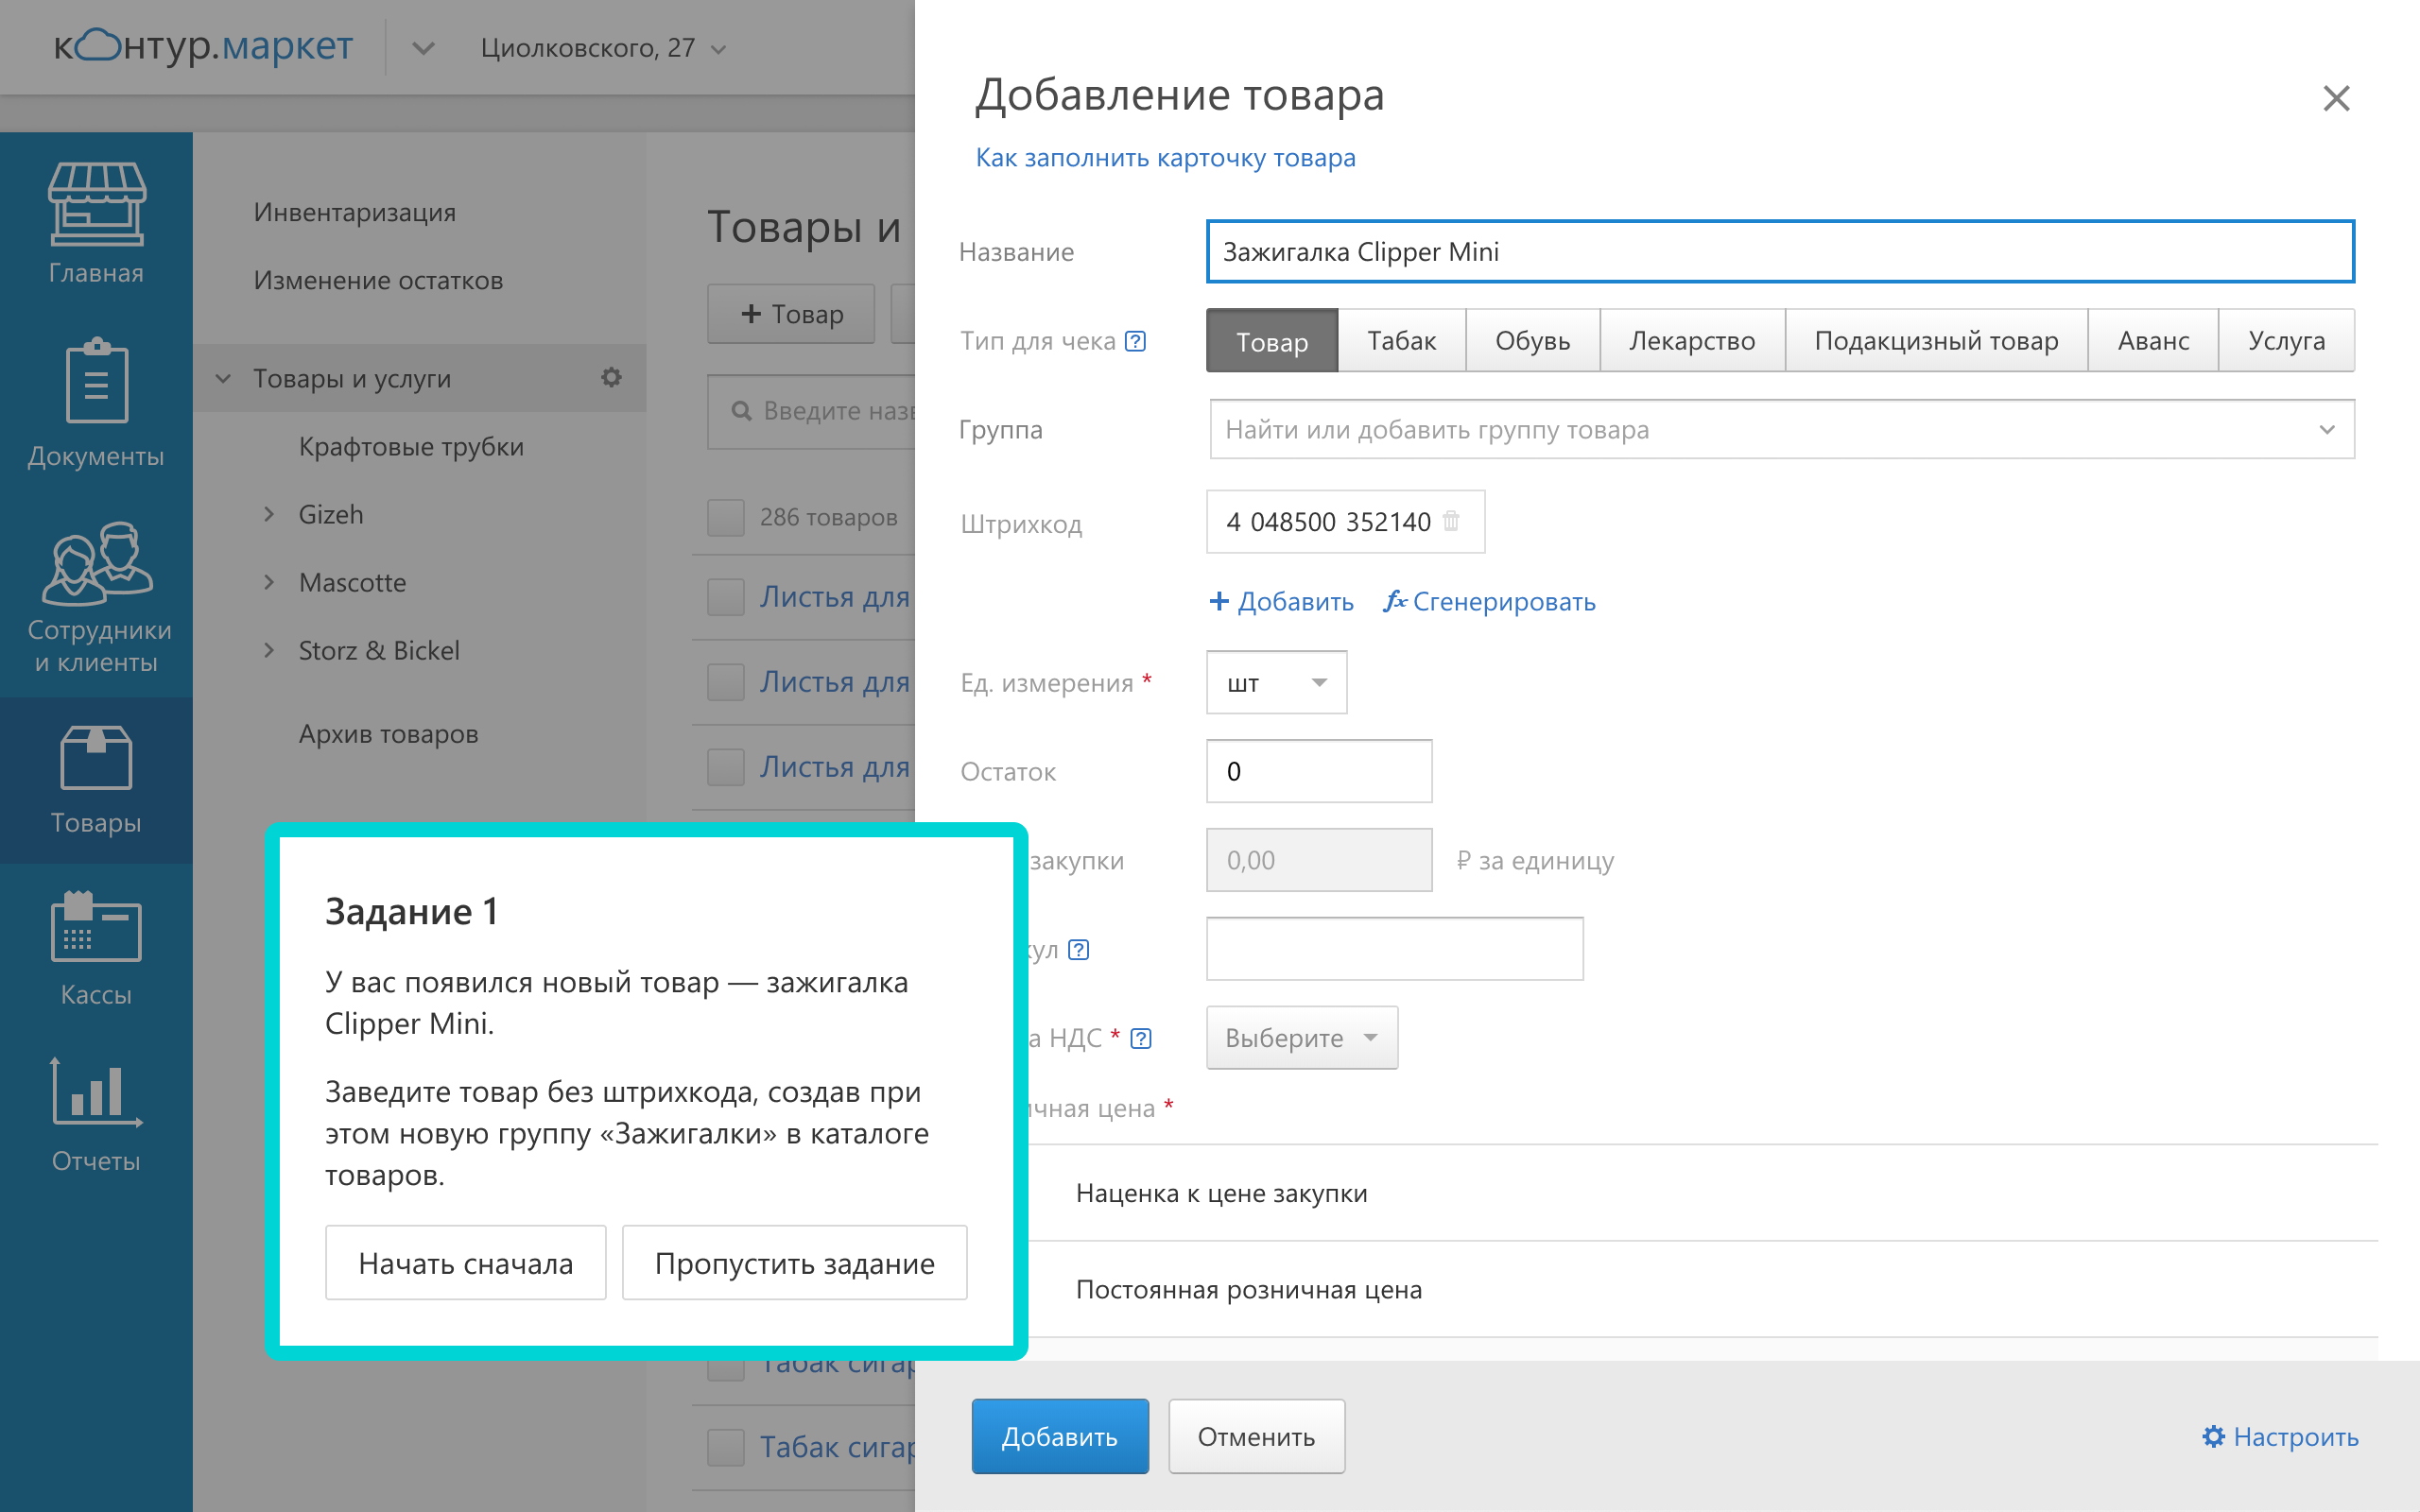 контур.маркет
Циолковского, 27
Главная
Документы
Сотрудники
и клиенты
Товары
Кассы
Отчеты
Инвентаризация
Изменение остатков
Товары и услуги
Крафтовые трубки
Gizeh
Mascotte
Storz & Bickel
Архив товаров
Товары и
+ Товар
Введите назв
286 товаров
Листья для
Листья для
Листья для
Табак сигар
Табак сигар
Задание 1
У вас появился новый товар — зажигалка
Clipper Mini.
Заведите товар без штрихкода, создав при
этом новую группу «Зажигалки» в каталоге
товаров.
Начать сначала
Пропустить задание
Добавление товара
Как заполнить карточку товара
Название
Зажигалка Clipper Mini
Тип для чека ?
Товар
Табак
Обувь
Лекарство
Подакцизный товар
Аванс
Услуга
Группа
Найти или добавить группу товара
Штрихкод
4 048500 352140
+ Добавить
fx Сгенерировать
Ед. измерения *
шт
Остаток
0
закупки
0,00
₽ за единицу
кул ?
а НДС * ?
Выберите
ичная цена *
Наценка к цене закупки
Постоянная розничная цена
Добавить
Отменить
Настроить